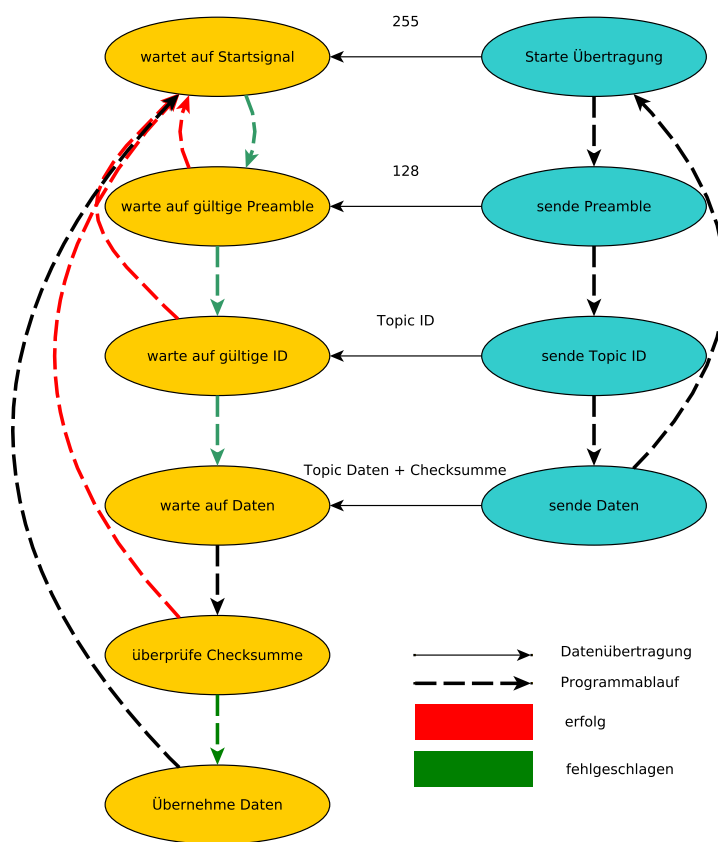 255
wartet auf Startsignal
Starte Übertragung
128
warte auf gültige Preamble
sende Preamble
Topic ID
warte auf gültige ID
sende Topic ID
Topic Daten + Checksumme
warte auf Daten
sende Daten
überprüfe Checksumme
Datenübertragung
Programmablauf
erfolg
fehlgeschlagen
Übernehme Daten